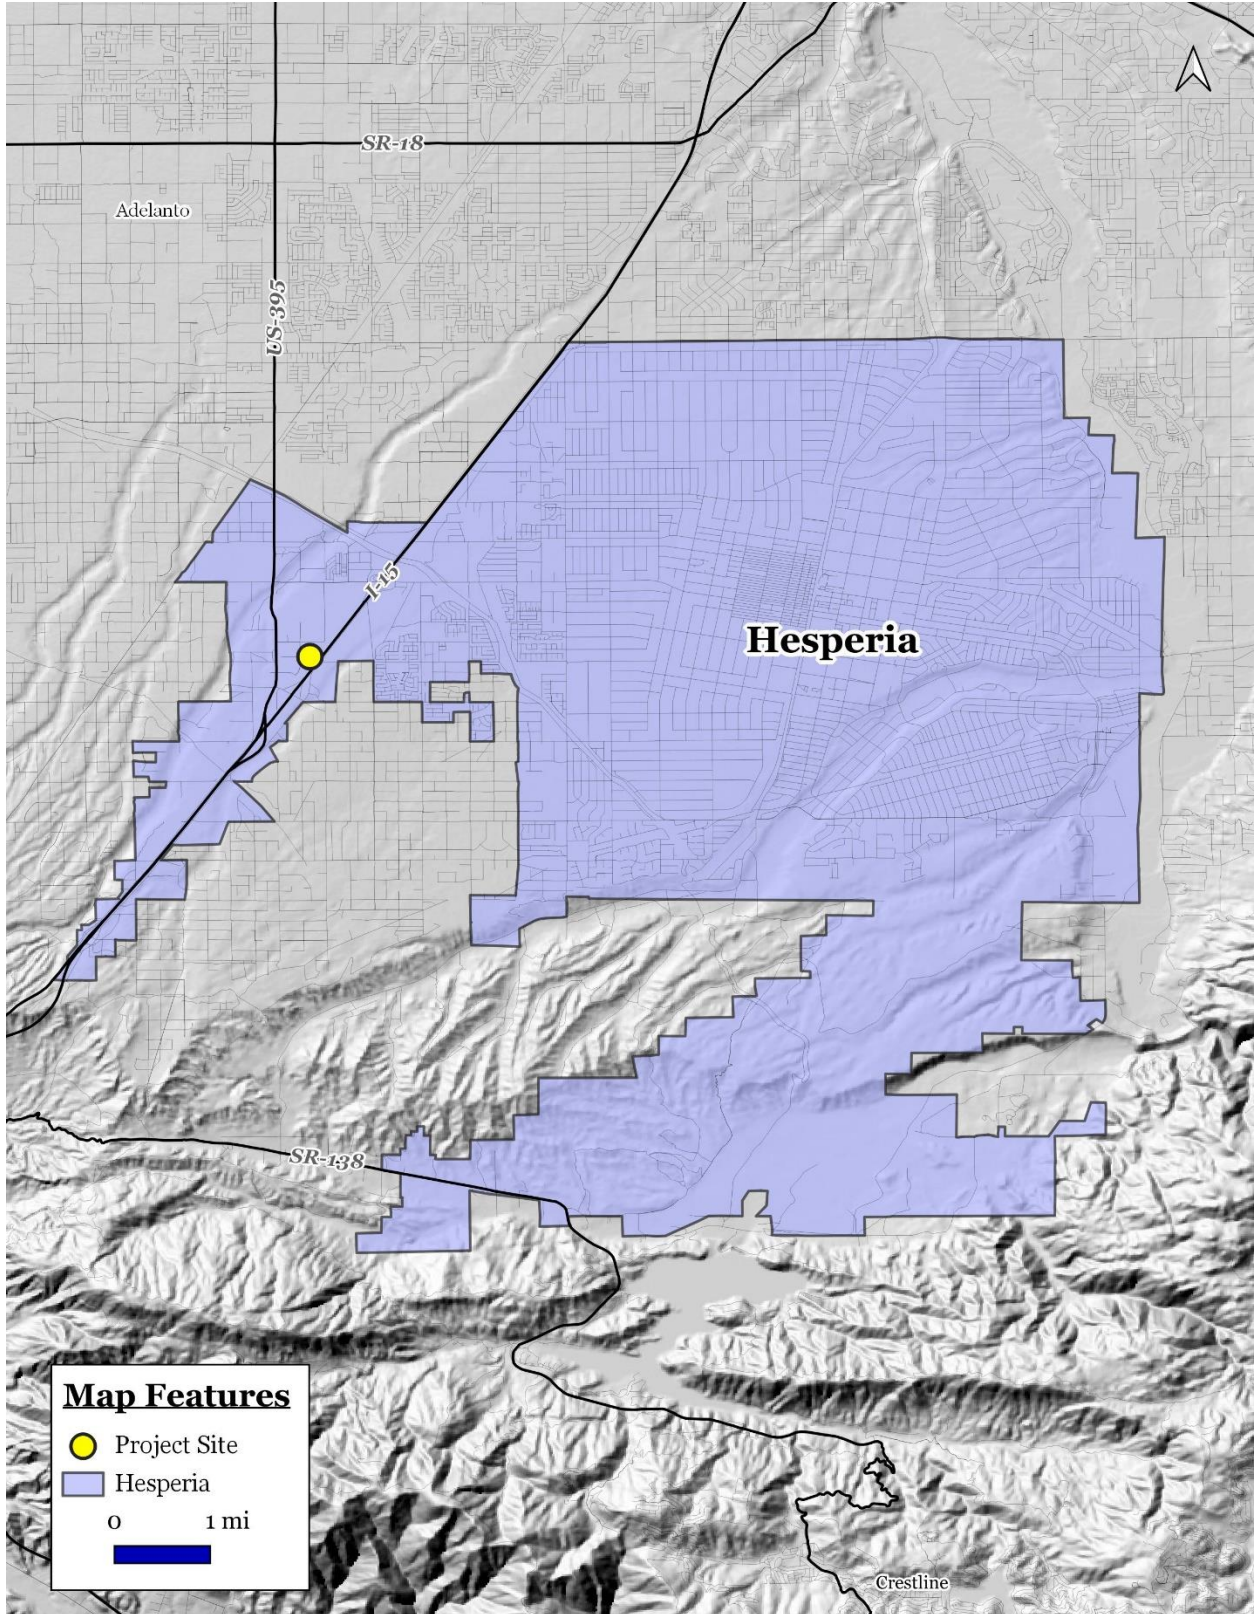 SR-18
Adelanto
US-395
I-15
Hesperia
SR-138
Map Features
Project Site
Hesperia
0 1 mi
Crestline